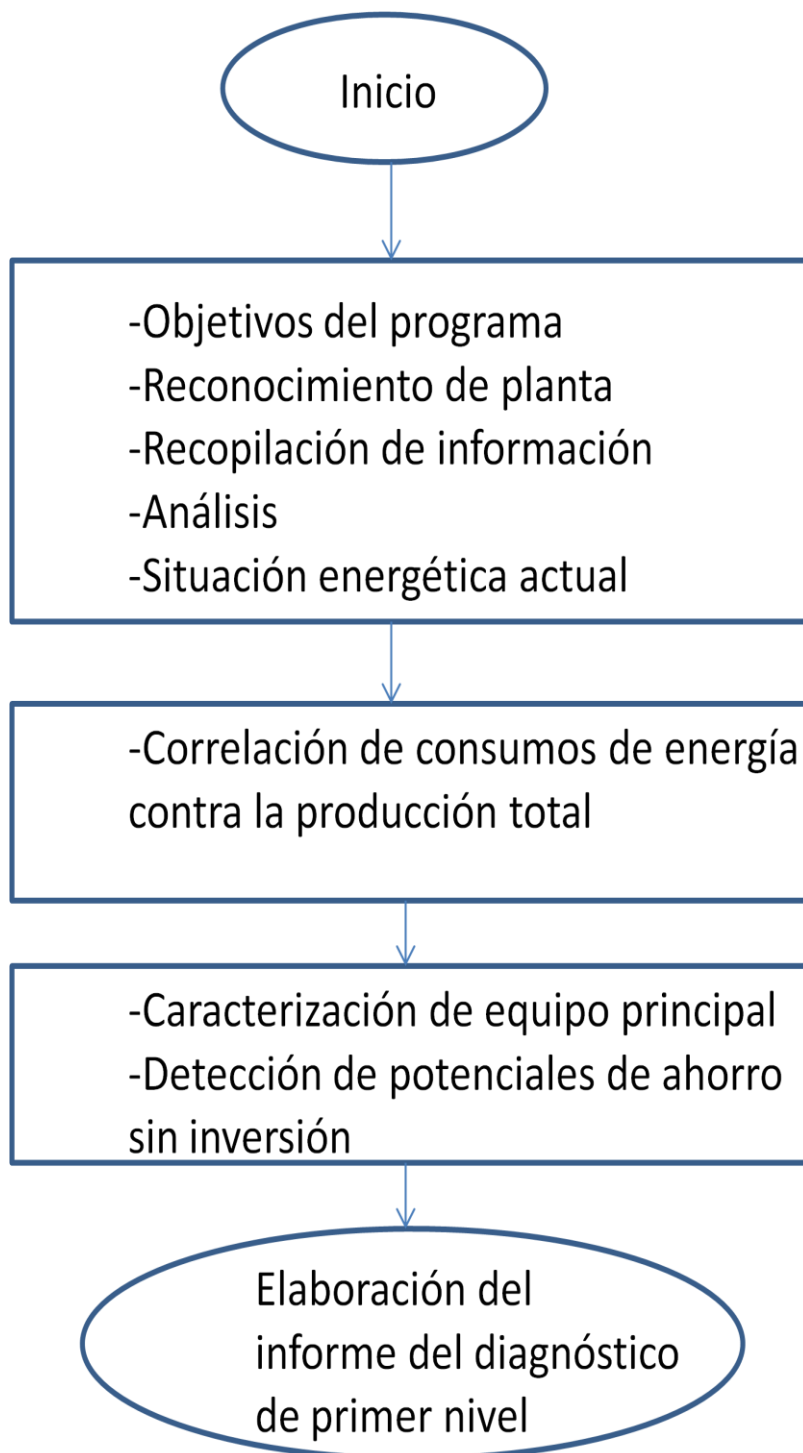 Inicio
-Objetivos del programa
-Reconocimiento de planta
-Recopilación de información
-Análisis
-Situación energética actual
-Correlación de consumos de energía
contra la producción total
-Caracterización de equipo principal
-Detección de potenciales de ahorro
sin inversión
Elaboración del
informe del diagnóstico
de primer nivel